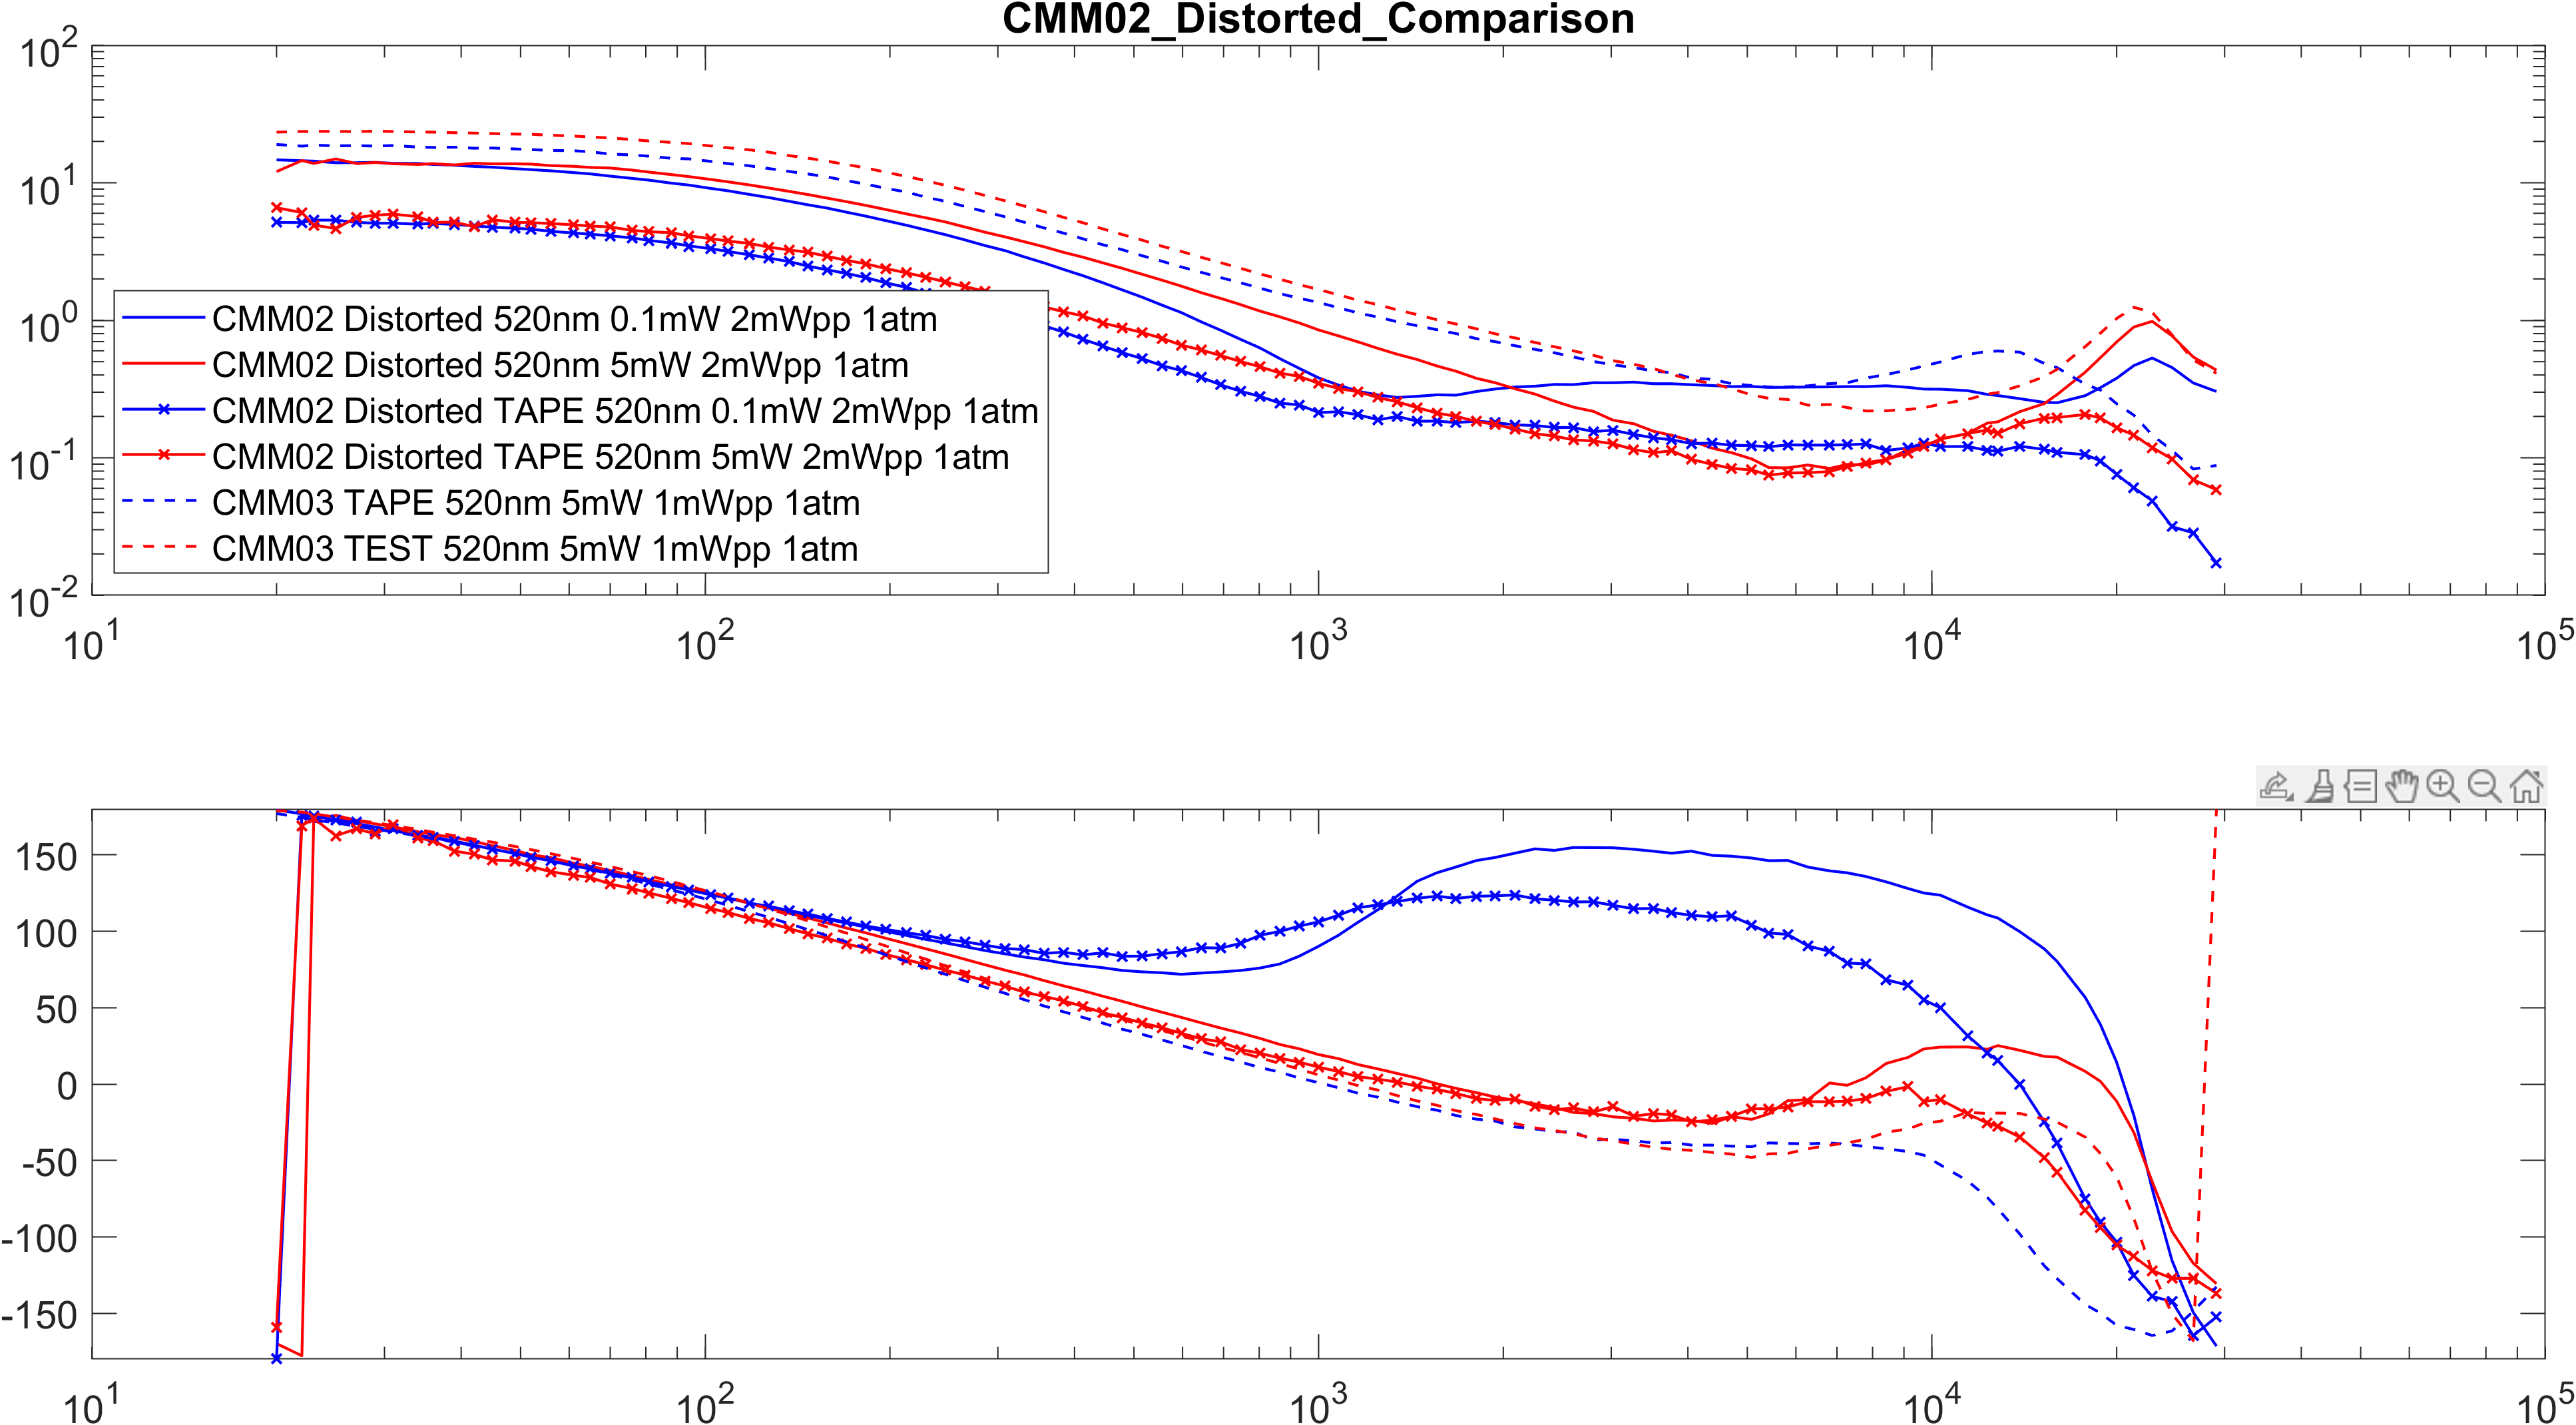 CMM02_Distorted_Comparison
10^2
10^1
10^0
10^-1
10^-2
CMM02 Distorted 520nm 0.1mW 2mWpp 1atm
CMM02 Distorted 520nm 5mW 2mWpp 1atm
CMM02 Distorted TAPE 520nm 0.1mW 2mWpp 1atm
CMM02 Distorted TAPE 520nm 5mW 2mWpp 1atm
CMM03 TAPE 520nm 5mW 1mWpp 1atm
CMM03 TEST 520nm 5mW 1mWpp 1atm
10^1 10^2 10^3 10^4 10^5
150
100
50
0
-50
-100
-150
10^1 10^2 10^3 10^4 10^5